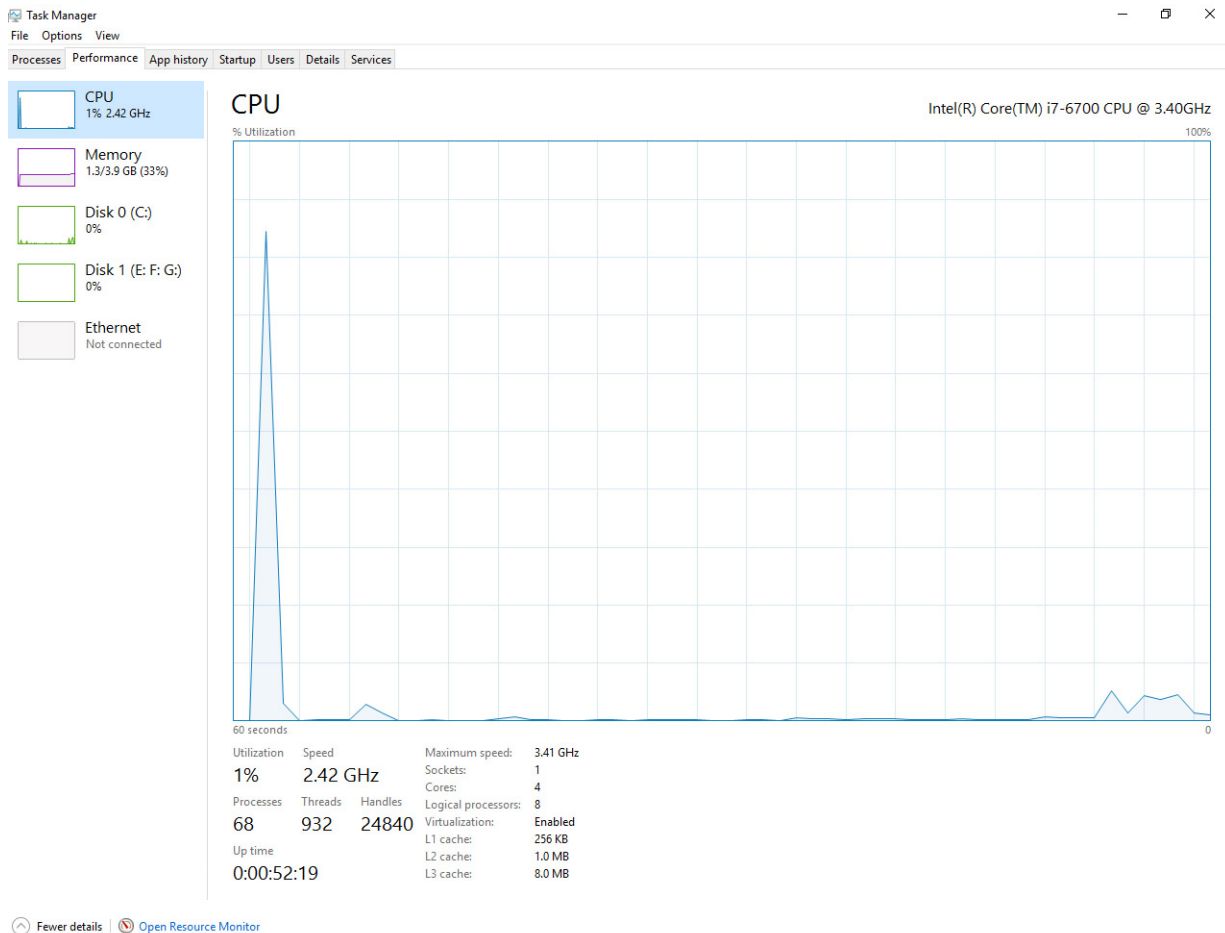 Task Manager
File Options View
Processes Performance App history Startup Users Details Services
CPU
1% 2.42 GHz
Memory
1.3/3.9 GB (33%)
Disk 0 (C:)
0%
Disk 1 (E: F: G:)
0%
Ethernet
Not connected
CPU
Intel(R) Core(TM) i7-6700 CPU @ 3.40GHz
% Utilization 100%
60 seconds 0
Utilization Speed
1% 2.42 GHz
Processes Threads Handles
68 932 24840
Up time
0:00:52:19
Maximum speed: 3.41 GHz
Sockets: 1
Cores: 4
Logical processors: 8
Virtualization: Enabled
L1 cache: 256 KB
L2 cache: 1.0 MB
L3 cache: 8.0 MB
Fewer details Open Resource Monitor